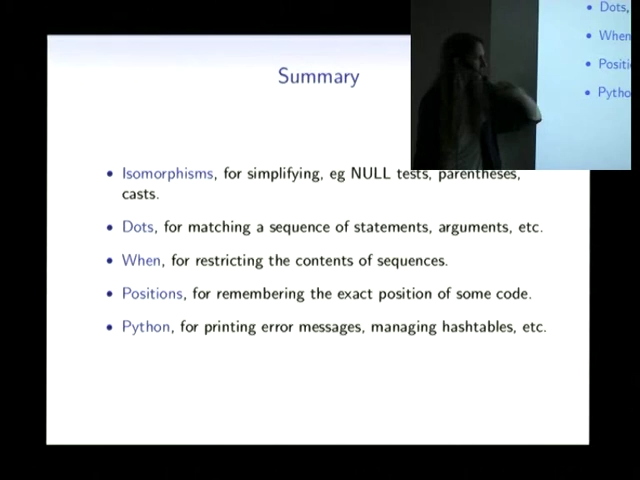 Summary
• Isomorphisms, for simplifying, eg NULL tests, parentheses,
casts.
• Dots, for matching a sequence of statements, arguments, etc.
• When, for restricting the contents of sequences.
• Positions, for remembering the exact position of some code.
• Python, for printing error messages, managing hashtables, etc.
• Dots,
• When
• Positi
• Pytho